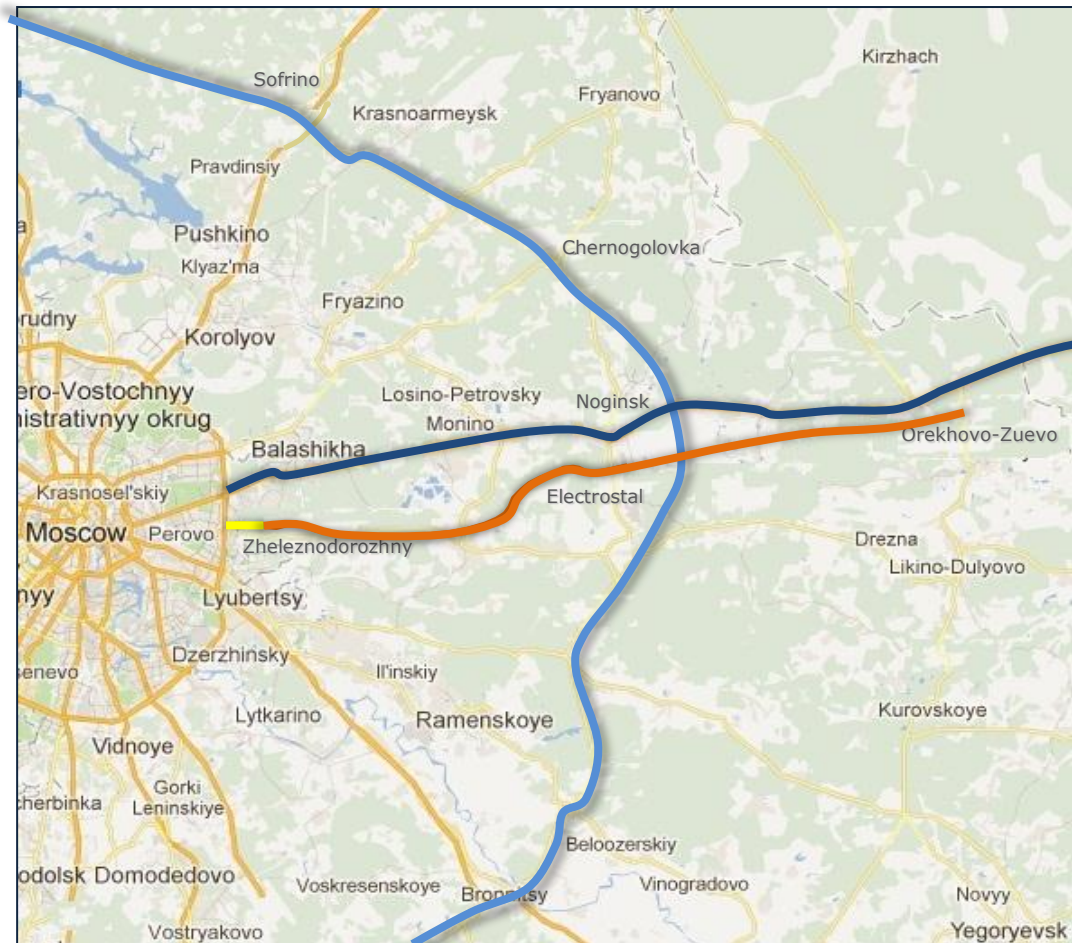 Kirzhach
Sofrino
Fryanovo
Krasnoarmeysk
Pravdinsiy
Pushkino
Chernogolovka
Klyaz'ma
Fryazino
rudny
Korolyov
ero-Vostochnyy
nistrativnyy okrug
Losino-Petrovsky
Noginsk
Monino
Orekhovo-Zuevo
Balashikha
Krasnosel'skiy
Electrostal
Moscow
Perovo
Zheleznodorozhny
Drezna
Likino-Dulyovo
nyy
Lyubertsy
Dzerzhinsky
senevo
Il'inskiy
Lytkarino
Ramenskoye
Kurovskoye
Vidnoye
Gorki
Leninskiye
cherbinka
Beloozerskiy
odolsk
Domodedovo
Voskresenskoye
Bronnitsy
Vinogradovo
Novyy
Vostryakovo
Yegoryevsk